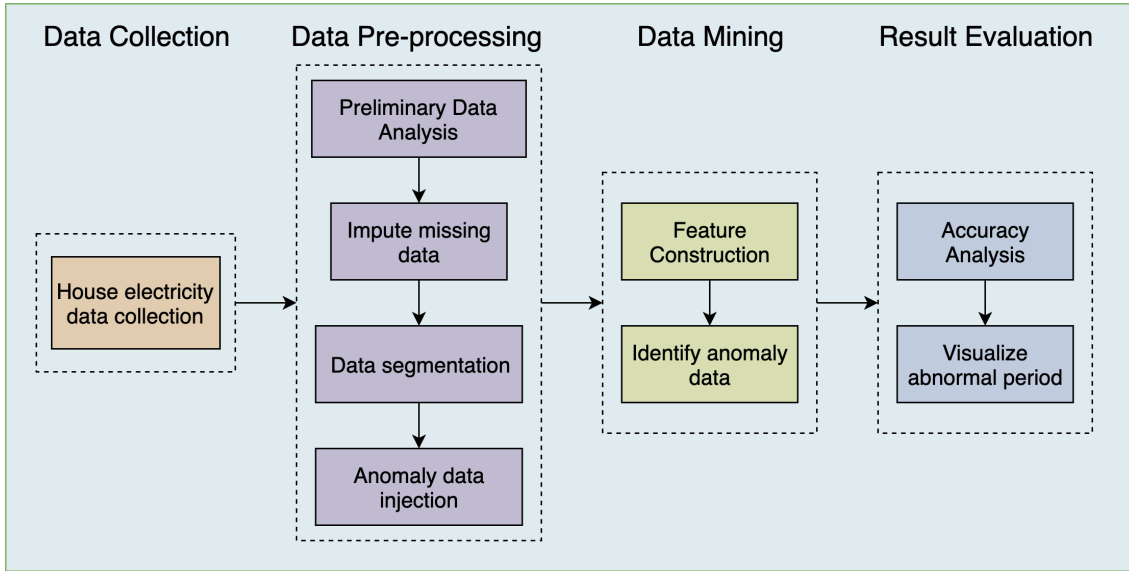 Data Collection
Data Pre-processing
Data Mining
Result Evaluation
House electricity
data collection
Preliminary Data
Analysis
Impute missing
data
Data segmentation
Anomaly data
injection
Feature
Construction
Identify anomaly
data
Accuracy
Analysis
Visualize
abnormal period